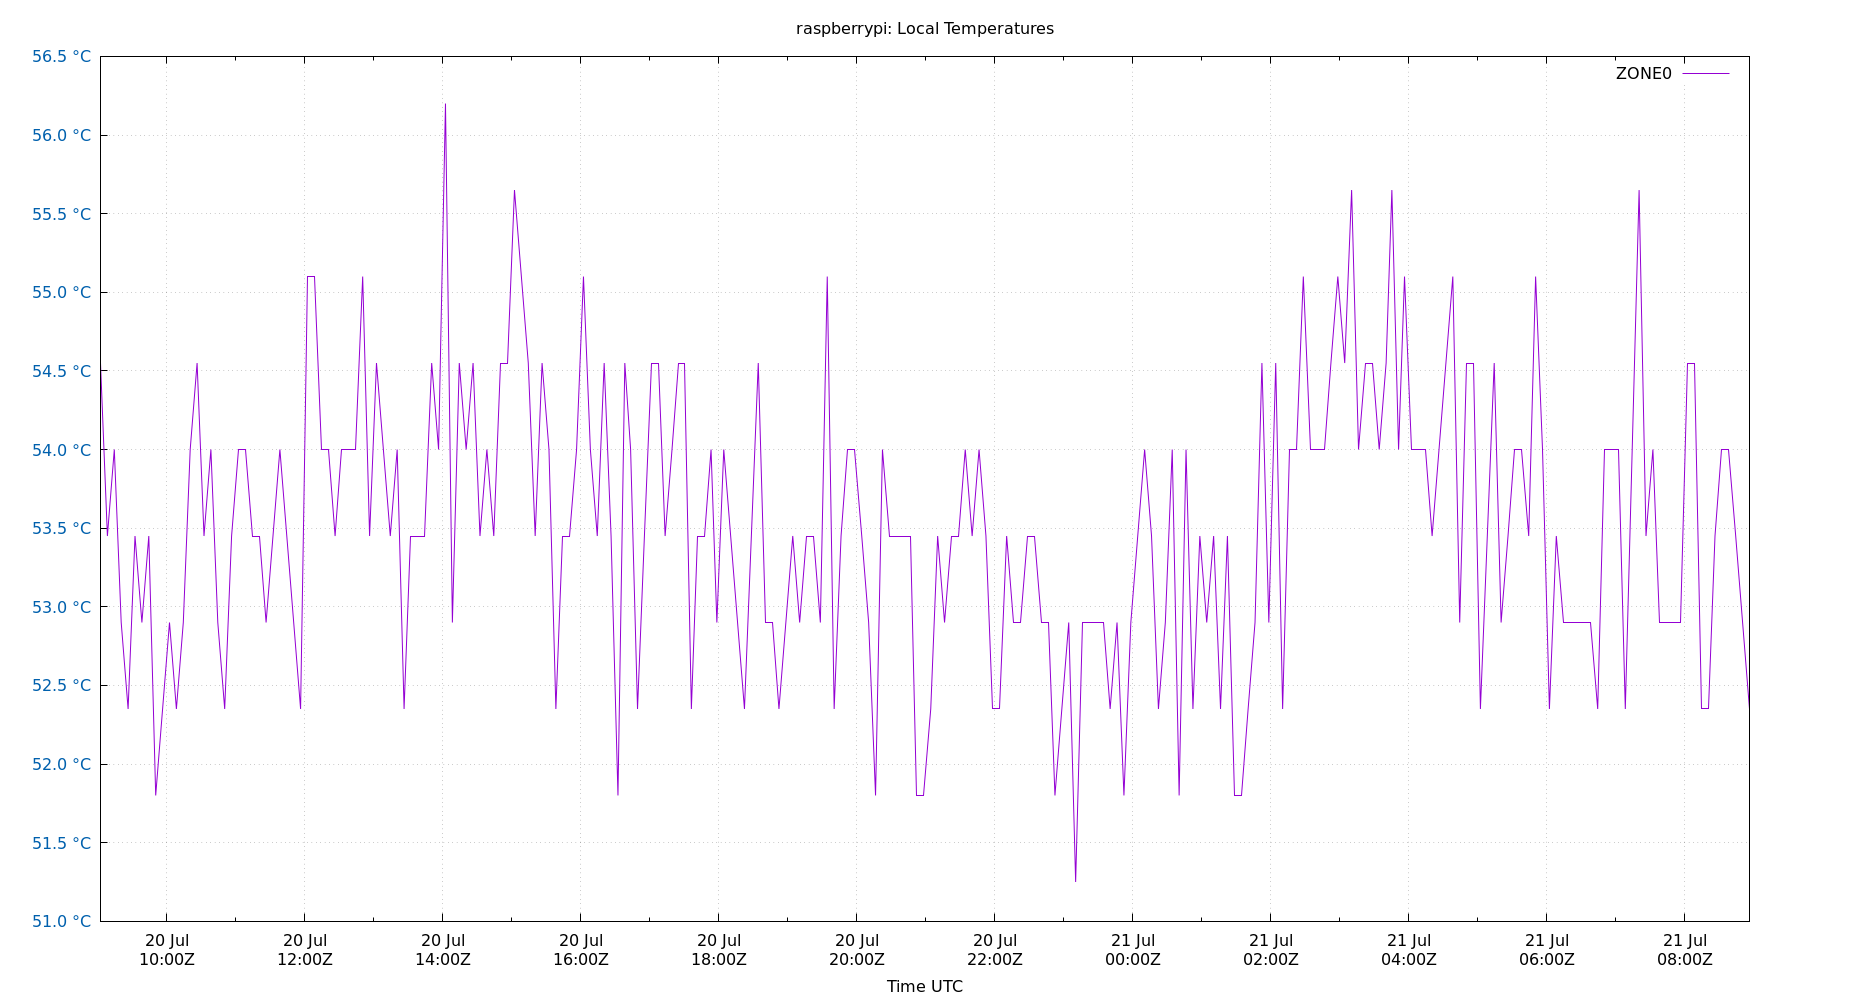 raspberrypi: Local Temperatures
56.5 °C
56.0 °C
55.5 °C
55.0 °C
54.5 °C
54.0 °C
53.5 °C
53.0 °C
52.5 °C
52.0 °C
51.5 °C
51.0 °C
ZONE0
20 Jul
10:00Z
20 Jul
12:00Z
20 Jul
14:00Z
20 Jul
16:00Z
20 Jul
18:00Z
20 Jul
20:00Z
20 Jul
22:00Z
21 Jul
00:00Z
21 Jul
02:00Z
21 Jul
04:00Z
21 Jul
06:00Z
21 Jul
08:00Z
Time UTC